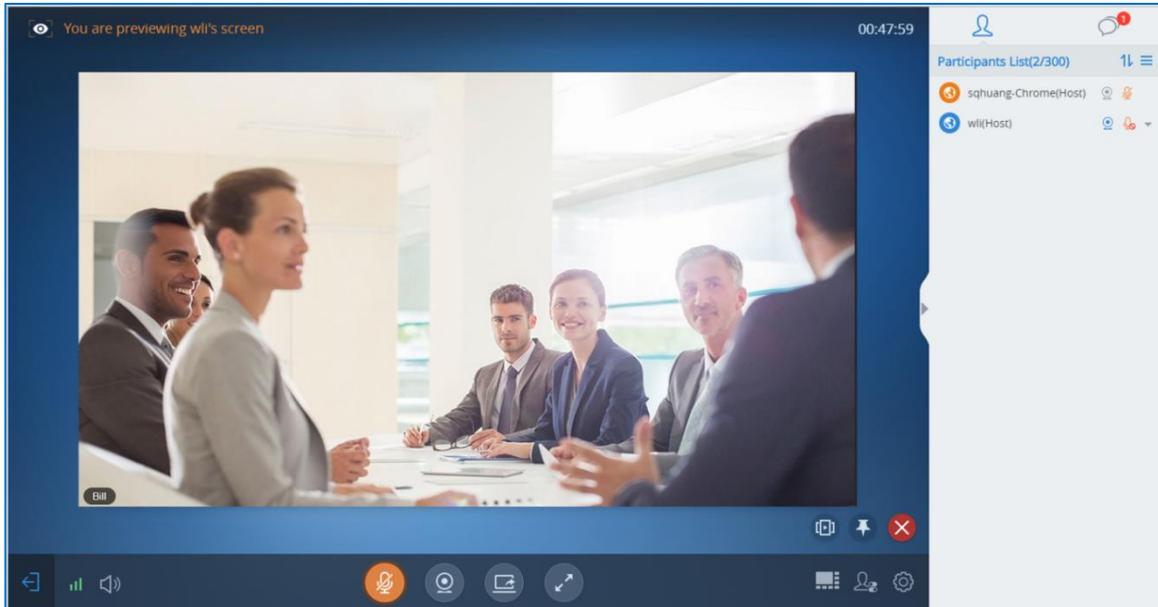 You are previewing wli's screen
00:47:59
1
Participants List(2/300)
sqhuang-Chrome(Host)
wli(Host)
Bill